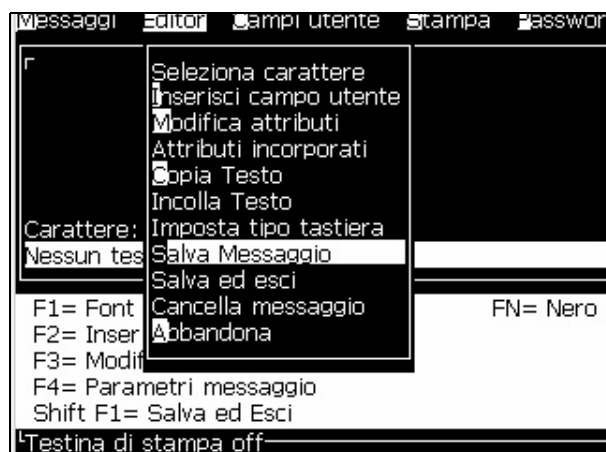 Messaggi Editor Campi utente Stampa Passwor
Seleziona carattere
Inserisci campo utente
Modifica attributi
Attributi incorporati
Copia Testo
Incolla Testo
Carattere: Imposta tipo tastiera
Nessun tes Salva Messaggio
Salva ed esci
F1= Font Cancella messaggio FN= Nero
F2= Inser Abbandona
F3= Modif
F4= Parametri messaggio
Shift F1= Salva ed Esci
Testina di stampa off